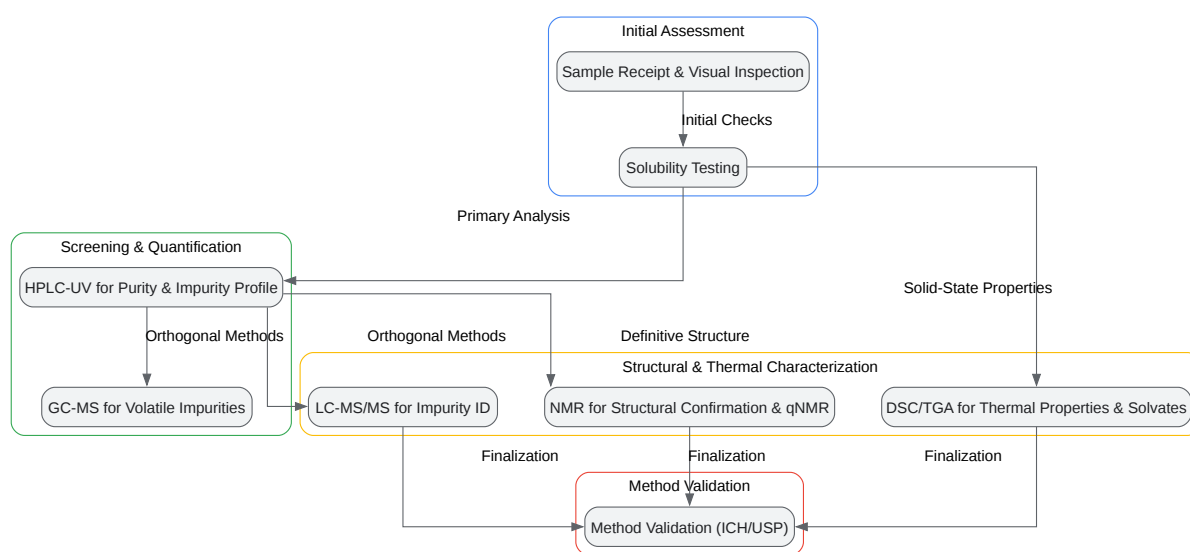 Initial Assessment
Sample Receipt & Visual Inspection
Initial Checks
Solubility Testing
Primary Analysis
Screening & Quantification
HPLC-UV for Purity & Impurity Profile
Solid-State Properties
Orthogonal Methods
Orthogonal Methods
Definitive Structure
Structural & Thermal Characterization
GC-MS for Volatile Impurities
LC-MS/MS for Impurity ID
NMR for Structural Confirmation & qNMR
DSC/TGA for Thermal Properties & Solvates
Finalization
Finalization
Finalization
Method Validation
Method Validation (ICH/USP)